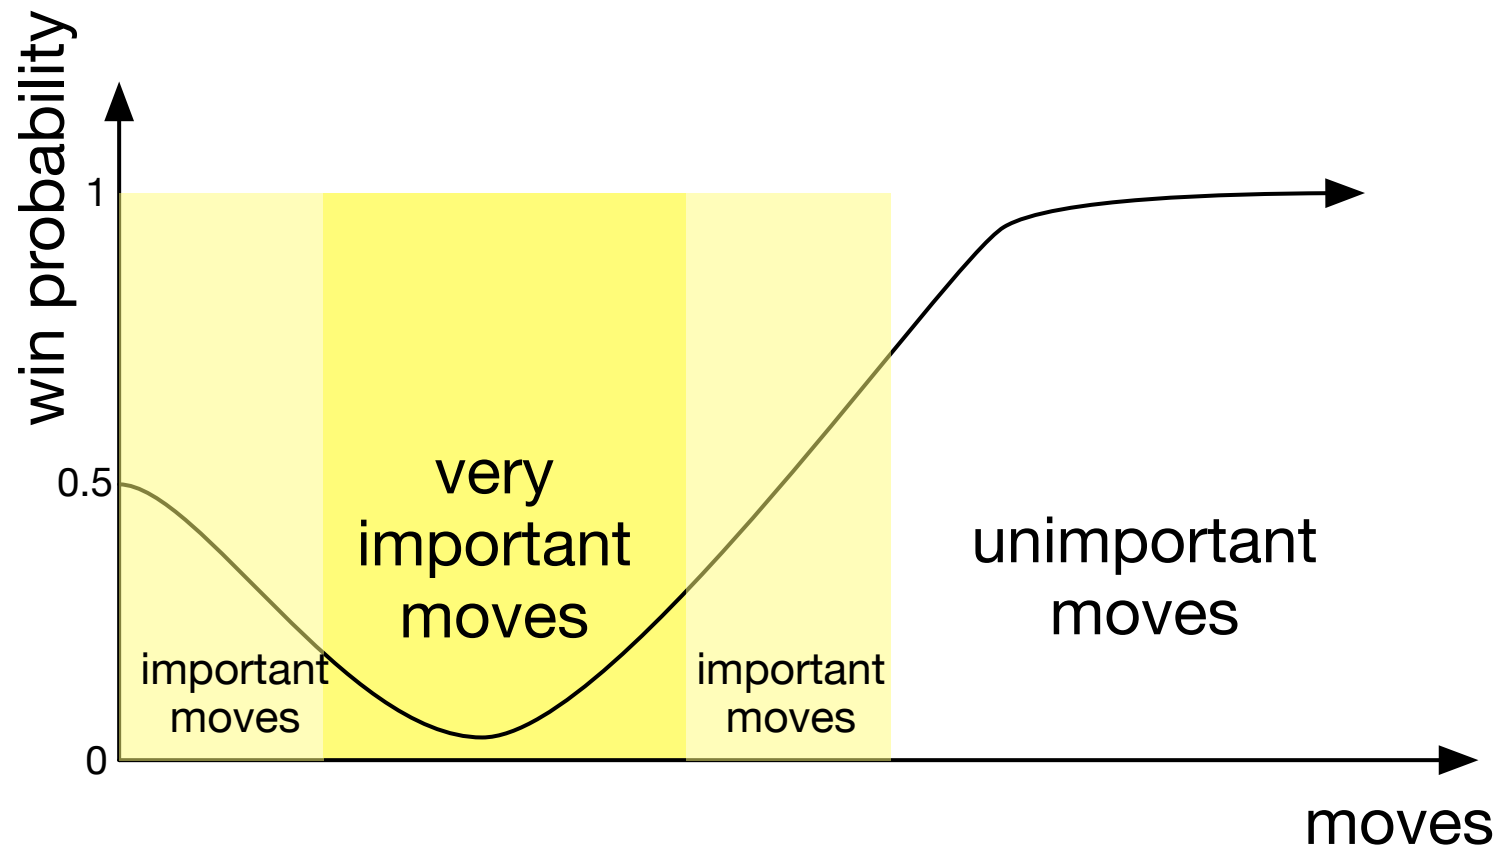 win probability
1
0.5
0
very
important
moves
important
moves
important
moves
unimportant
moves
moves